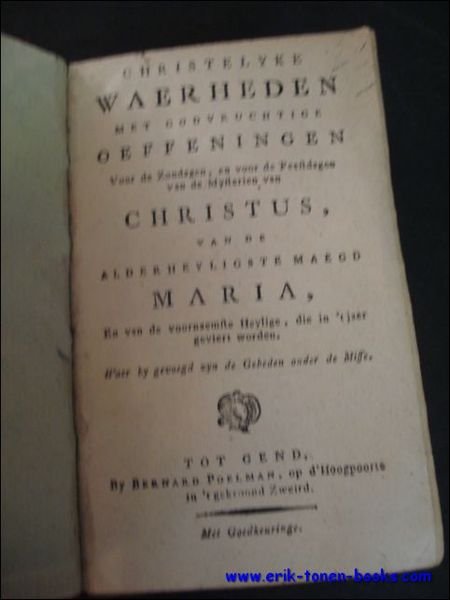 CHRISTELYKE
WAERHEDEN
MET GODVRUCHTIGE
OEFFENINGEN
Voor de Zondagen, en voor de Feestdagen
van de Mysterien van
CHRISTUS,
VAN DE
ALDERHEYLIGSTE MAEGD
MARIA,
En van de voornaemste Heylige, die in 't jaer
geviert worden.
Waer by gevoegd zyn de Gebeden onder de Misse.
TOT GEND,
By BERNARD POELMAN, op d'Hoogpoorte
in 't gekroond Zweird.
Met Goedkeuringe.
www.erik-tonen-books.com